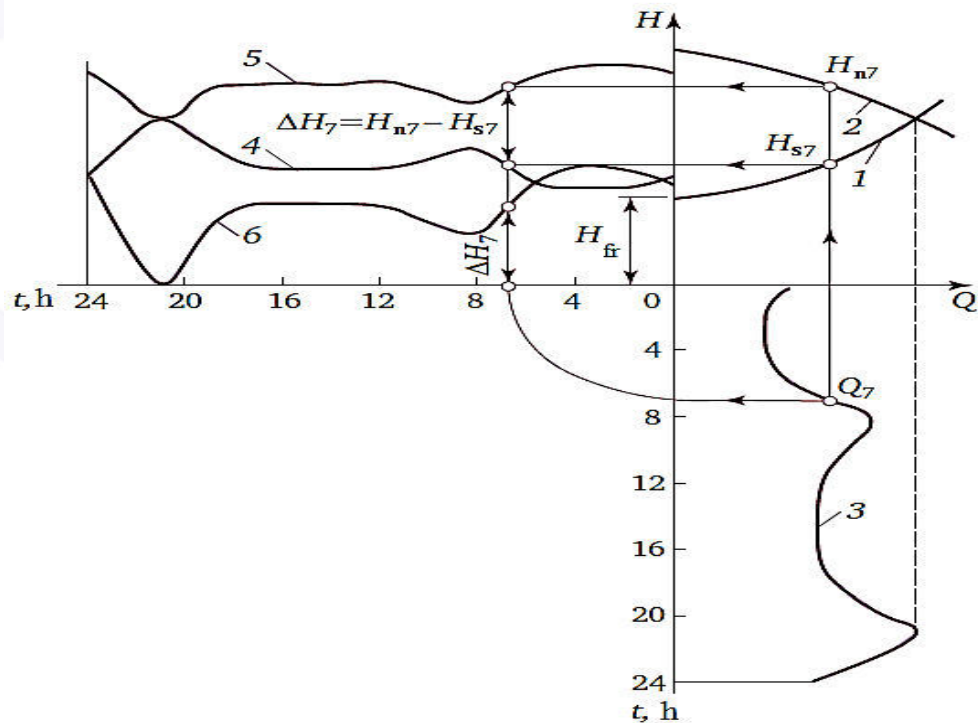 H
5
H_n7
ΔH_7=H_n7−H_s7
2
4
H_s7
1
6
ΔH_7
H_fr
t, h 24 20 16 12 8 4 0 Q
4
Q_7
8
12
3
16
20
24
t, h